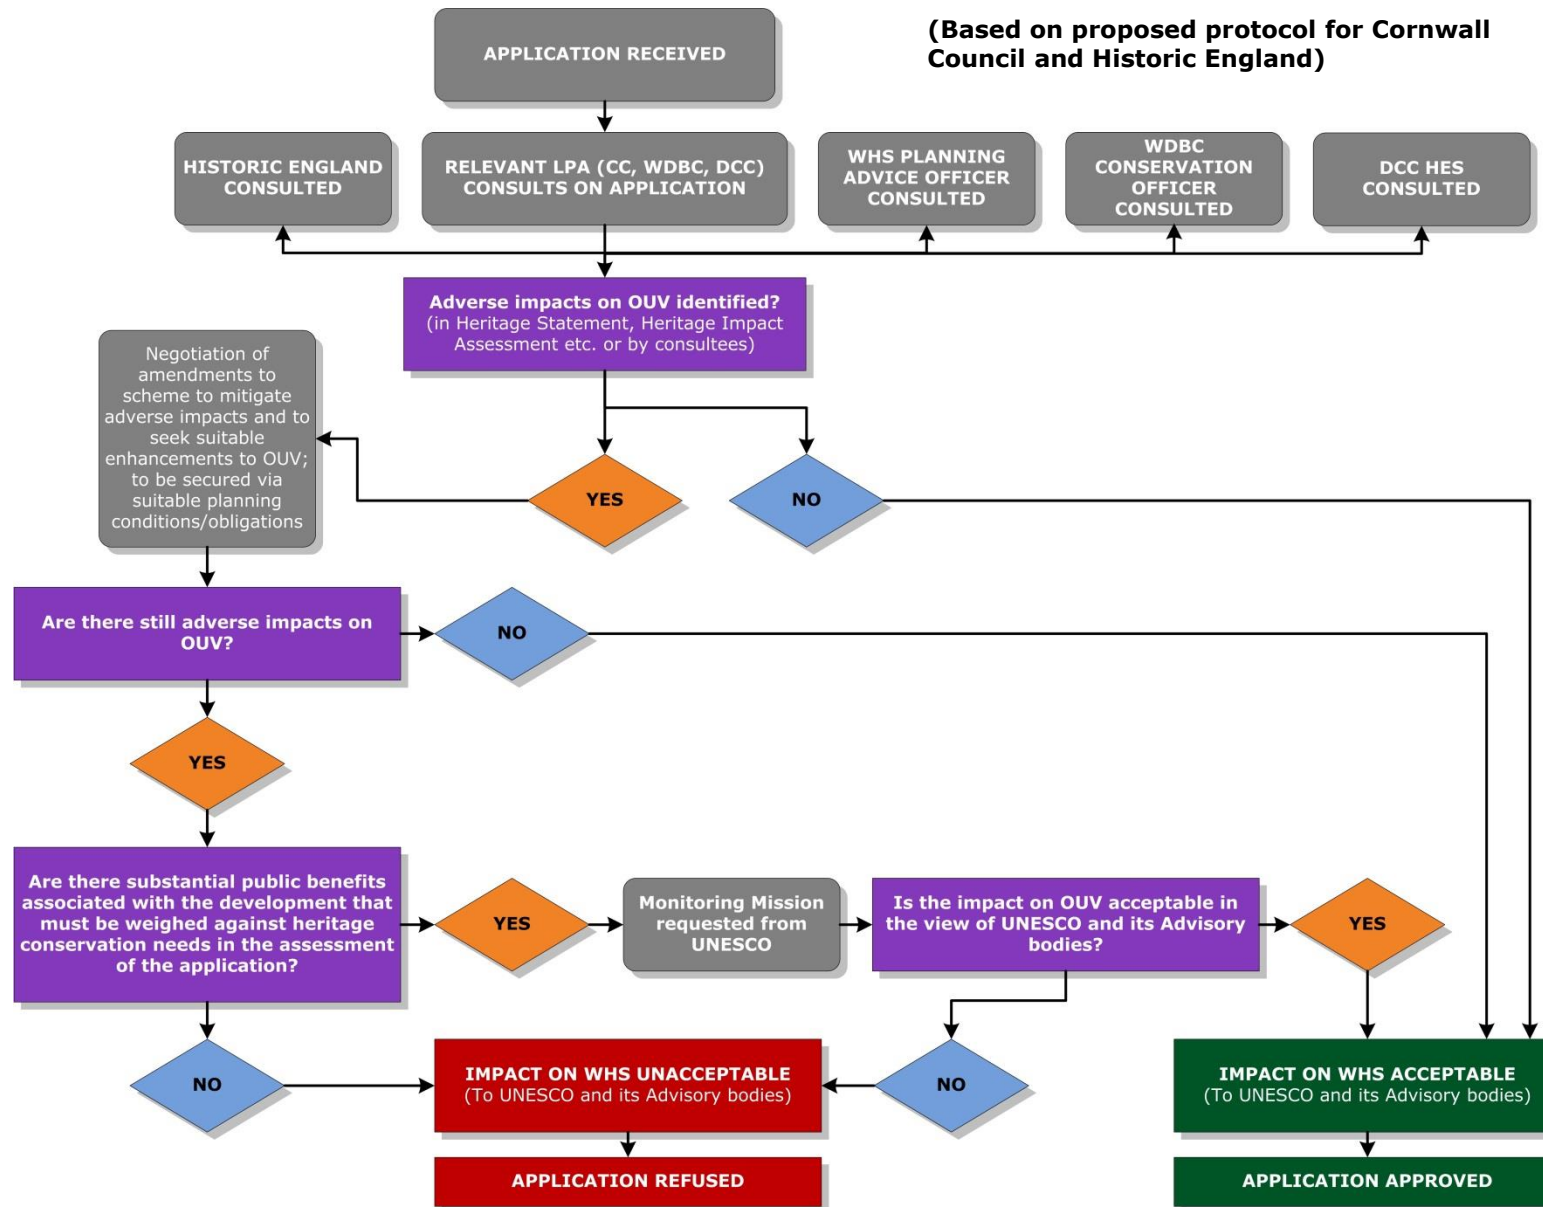 (Based on proposed protocol for Cornwall
Council and Historic England)
APPLICATION RECEIVED
HISTORIC ENGLAND
CONSULTED
RELEVANT LPA (CC, WDBC, DCC)
CONSULTS ON APPLICATION
WHS PLANNING
ADVICE OFFICER
CONSULTED
WDBC
CONSERVATION
OFFICER
CONSULTED
DCC HES
CONSULTED
Adverse impacts on OUV identified?
(in Heritage Statement, Heritage Impact
Assessment etc. or by consultees)
Negotiation of
amendments to
scheme to mitigate
adverse impacts and to
seek suitable
enhancements to OUV;
to be secured via
suitable planning
conditions/obligations
YES
NO
Are there still adverse impacts on
OUV?
NO
YES
Are there substantial public benefits
associated with the development that
must be weighed against heritage
conservation needs in the assessment
of the application?
YES
Monitoring Mission
requested from
UNESCO
Is the impact on OUV acceptable in
the view of UNESCO and its Advisory
bodies?
YES
NO
IMPACT ON WHS UNACCEPTABLE
(To UNESCO and its Advisory bodies)
NO
IMPACT ON WHS ACCEPTABLE
(To UNESCO and its Advisory bodies)
APPLICATION REFUSED
APPLICATION APPROVED